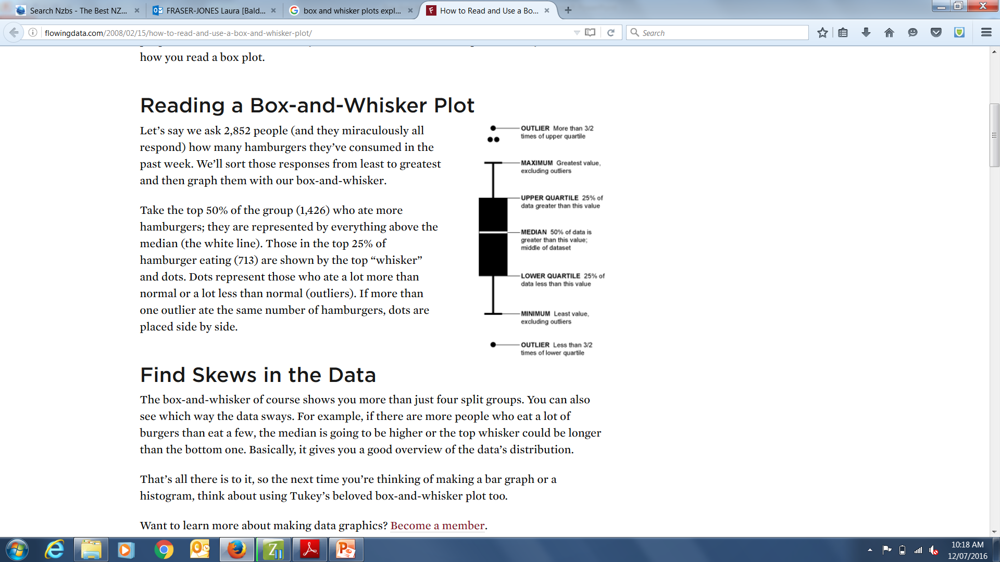 Search Nzbs - The Best NZ...
FRASER-JONES Laura [Bald...
box and whisker plots expl...
How to Read and Use a Bo...
flowingdata.com/2008/02/15/how-to-read-and-use-a-box-and-whisker-plot/
Search
how you read a box plot.
Reading a Box-and-Whisker Plot
Let’s say we ask 2,852 people (and they miraculously all
respond) how many hamburgers they’ve consumed in the
past week. We’ll sort those responses from least to greatest
and then graph them with our box-and-whisker.
Take the top 50% of the group (1,426) who ate more
hamburgers; they are represented by everything above the
median (the white line). Those in the top 25% of
hamburger eating (713) are shown by the top “whisker”
and dots. Dots represent those who ate a lot more than
normal or a lot less than normal (outliers). If more than
one outlier ate the same number of hamburgers, dots are
placed side by side.
OUTLIER More than 3/2
times of upper quartile
MAXIMUM Greatest value,
excluding outliers
UPPER QUARTILE 25% of
data greater than this value
MEDIAN 50% of data is
greater than this value;
middle of dataset
LOWER QUARTILE 25% of
data less than this value
MINIMUM Least value,
excluding outliers
OUTLIER Less than 3/2
times of lower quartile
Find Skews in the Data
The box-and-whisker of course shows you more than just four split groups. You can also
see which way the data sways. For example, if there are more people who eat a lot of
burgers than eat a few, the median is going to be higher or the top whisker could be longer
than the bottom one. Basically, it gives you a good overview of the data’s distribution.
That’s all there is to it, so the next time you’re thinking of making a bar graph or a
histogram, think about using Tukey’s beloved box-and-whisker plot too.
Want to learn more about making data graphics? Become a member.
10:18 AM
12/07/2016